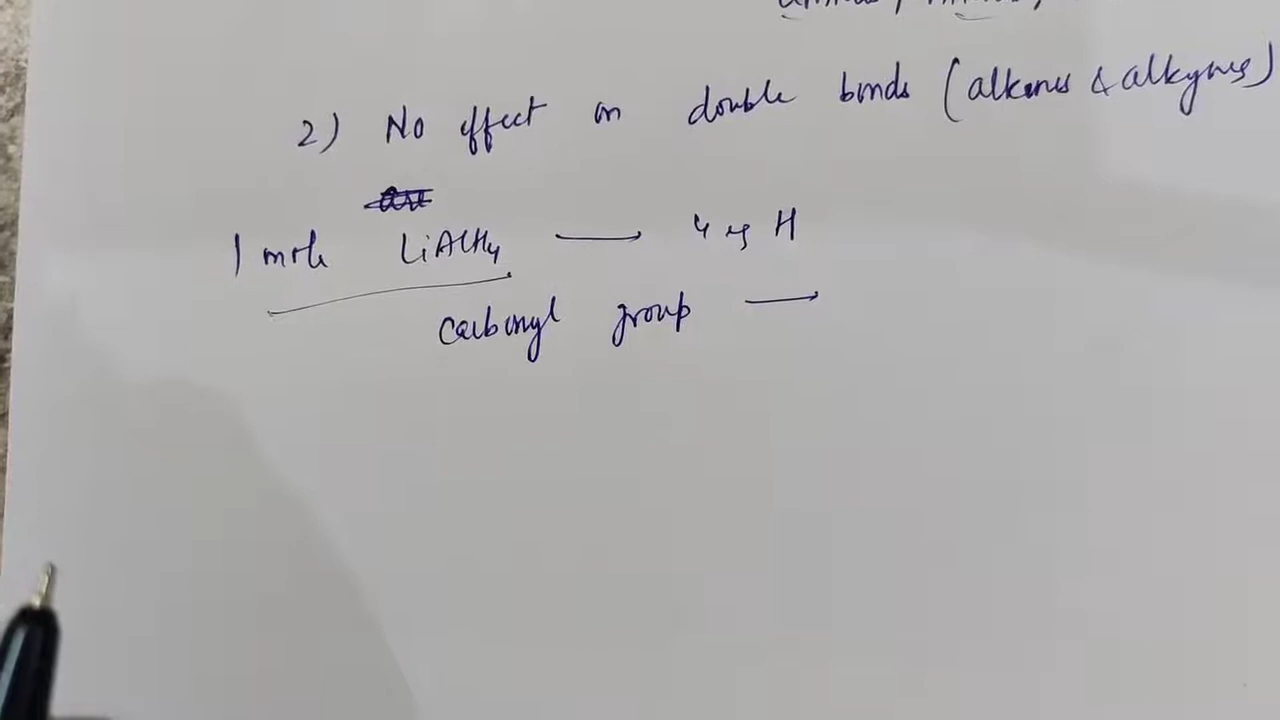 2) No effect on double bonds (alkenes & alkynes)
1 mole LiAlH4 ⟶ 4 eq H
Carbonyl group ⟶